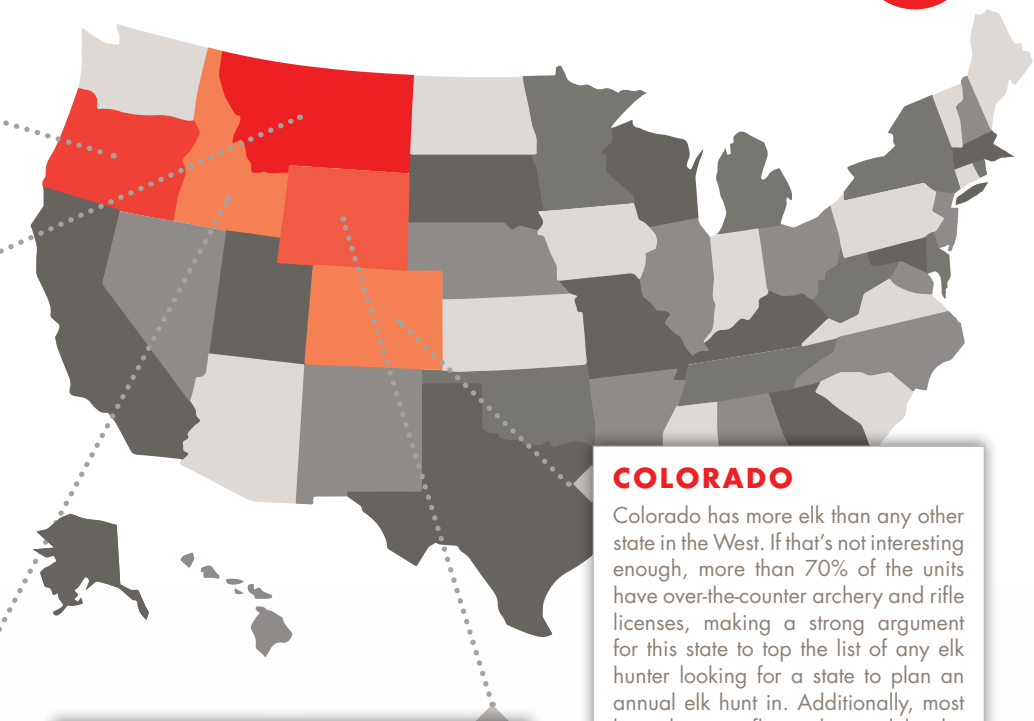 COLORADO
Colorado has more elk than any other
state in the West. If that’s not interesting
enough, more than 70% of the units
have over-the-counter archery and rifle
licenses, making a strong argument
for this state to top the list of any elk
hunter looking for a state to plan an
annual elk hunt in. Additionally, most